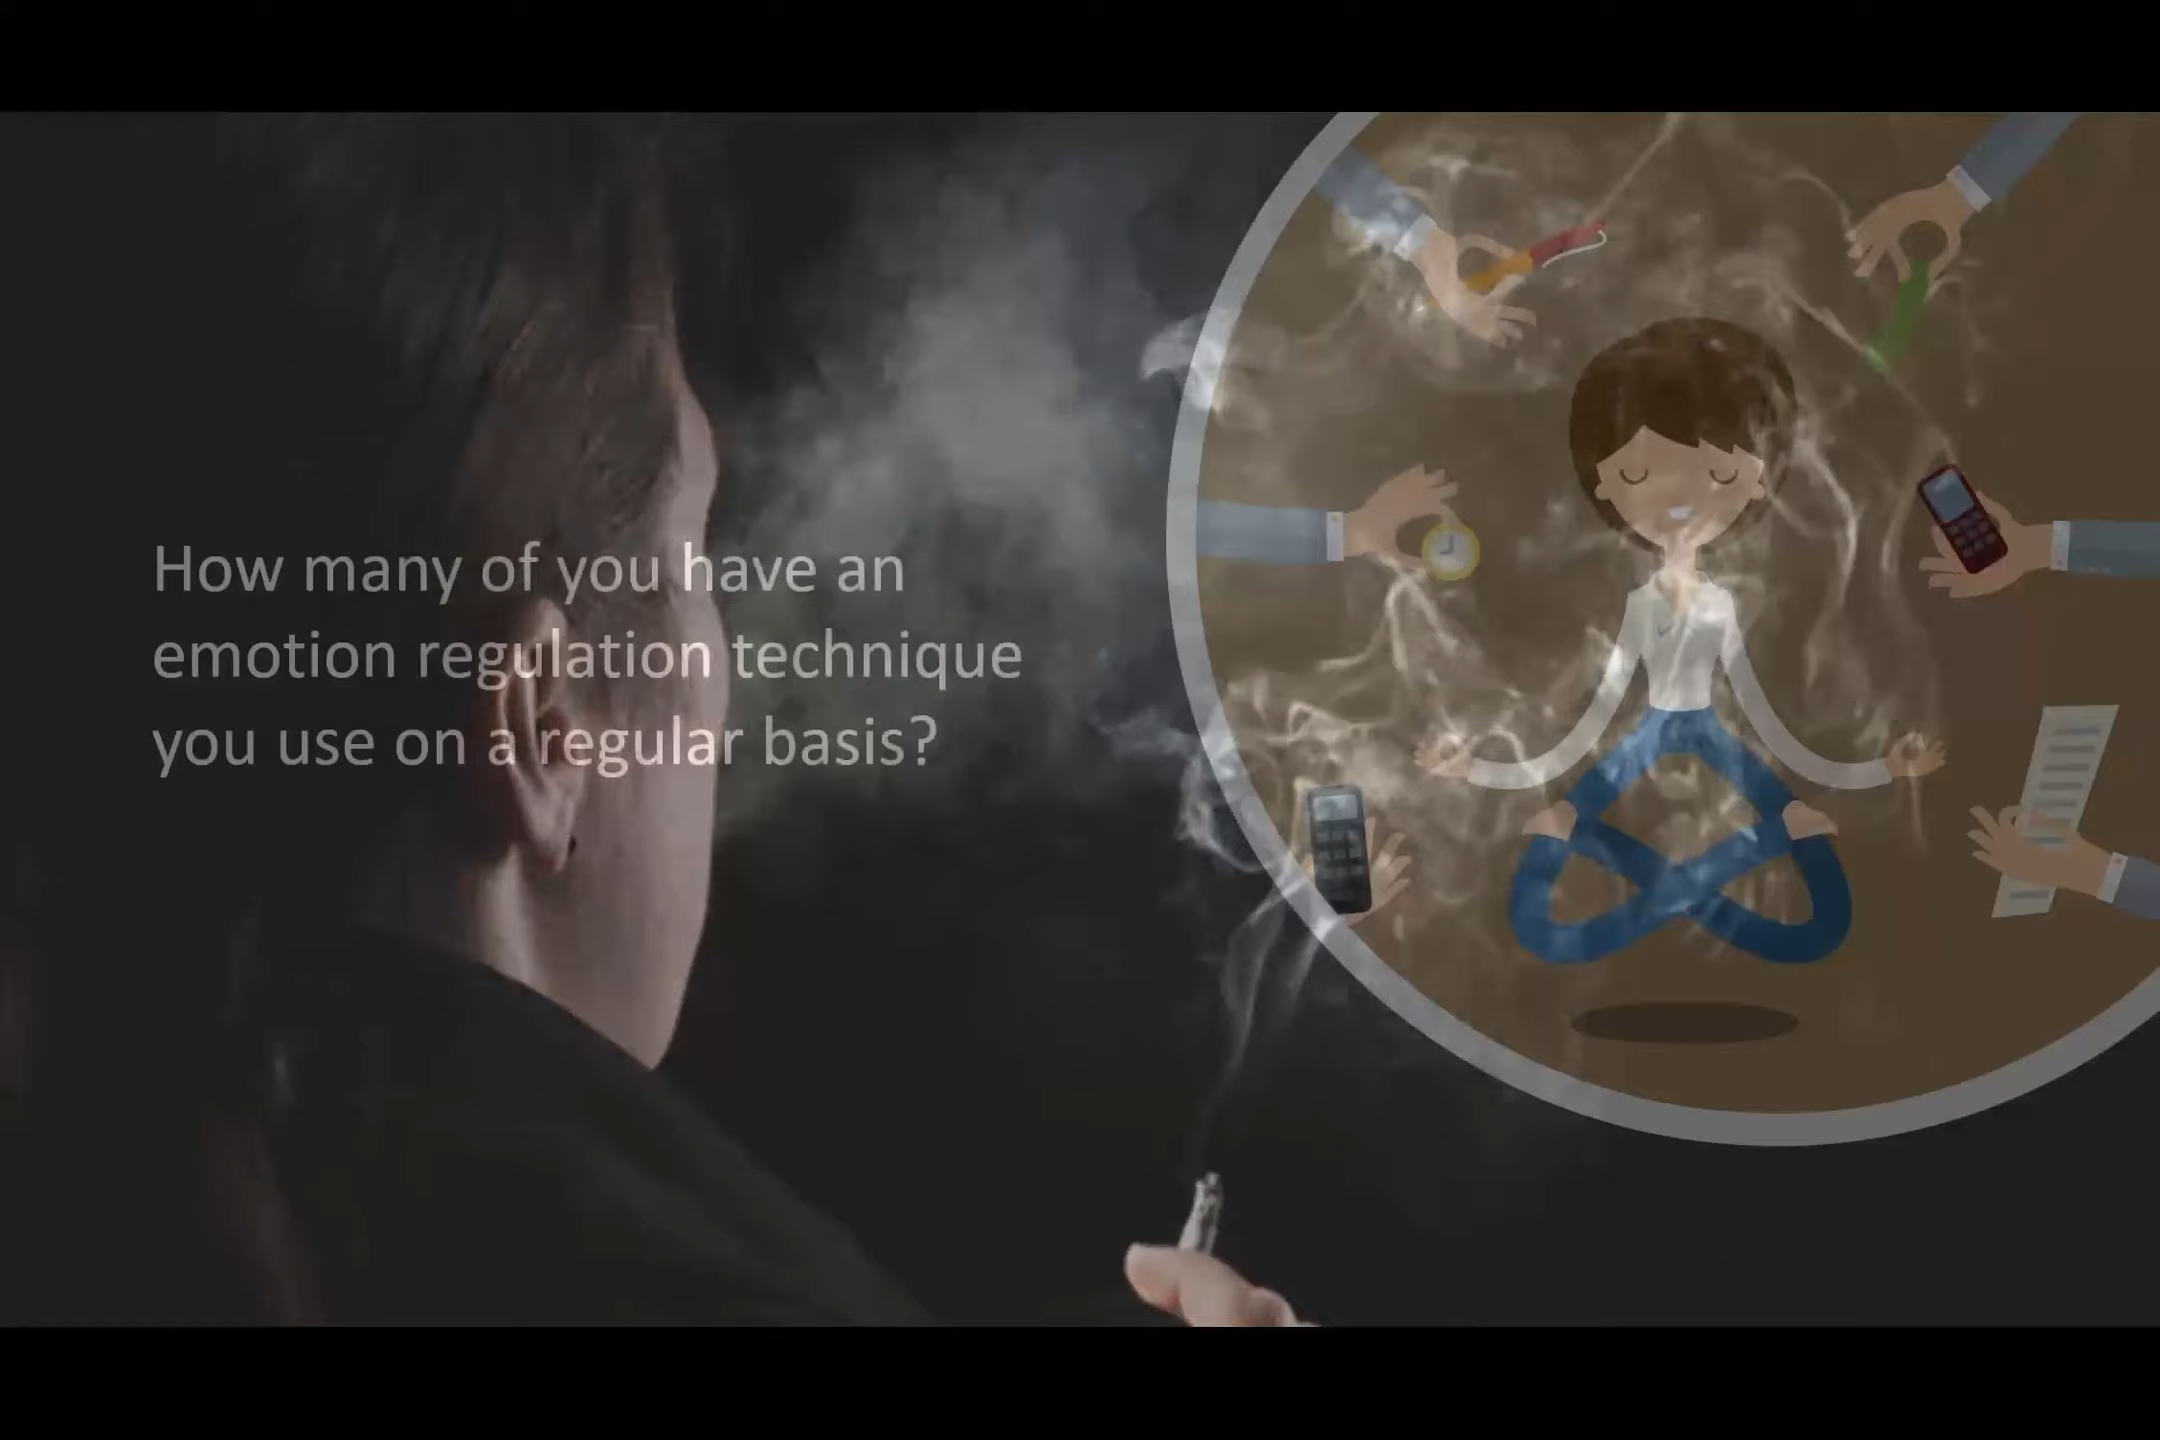 How many of you have an
emotion regulation technique
you use on a regular basis?